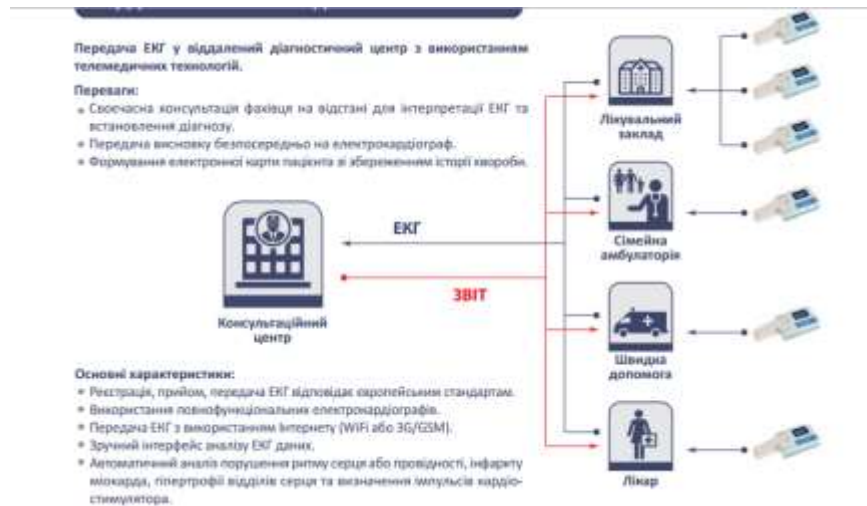 Передача ЕКГ у віддалений діагностичний центр з використанням
телемедичних технологій.
Переваги:
Своєчасна консультація фахівця на відстані для інтерпретації ЕКГ та
встановлення діагнозу.
Передача висновку безпосередньо на електрокардіограф.
Формування електронної карти пацієнта зі збереженням історії хвороби.
ЕКГ
ЗВІТ
Консультаційний
центр
Лікувальний
заклад
Сімейна
амбулаторія
Швидка
допомога
Лікар
Основні характеристики:
Реєстрація, прийом, передача ЕКГ відповідає європейським стандартам.
Використання повнофункціональних електрокардіографів.
Передача ЕКГ з використанням Інтернету (WiFi або 3G/GSM).
Зручний інтерфейс аналізу ЕКГ даних.
Автоматичний аналіз порушення ритму серця або провідності, інфаркту
міокарда, гіпертрофії відділів серця та визначення імпульсів кардіо-
стимулятора.